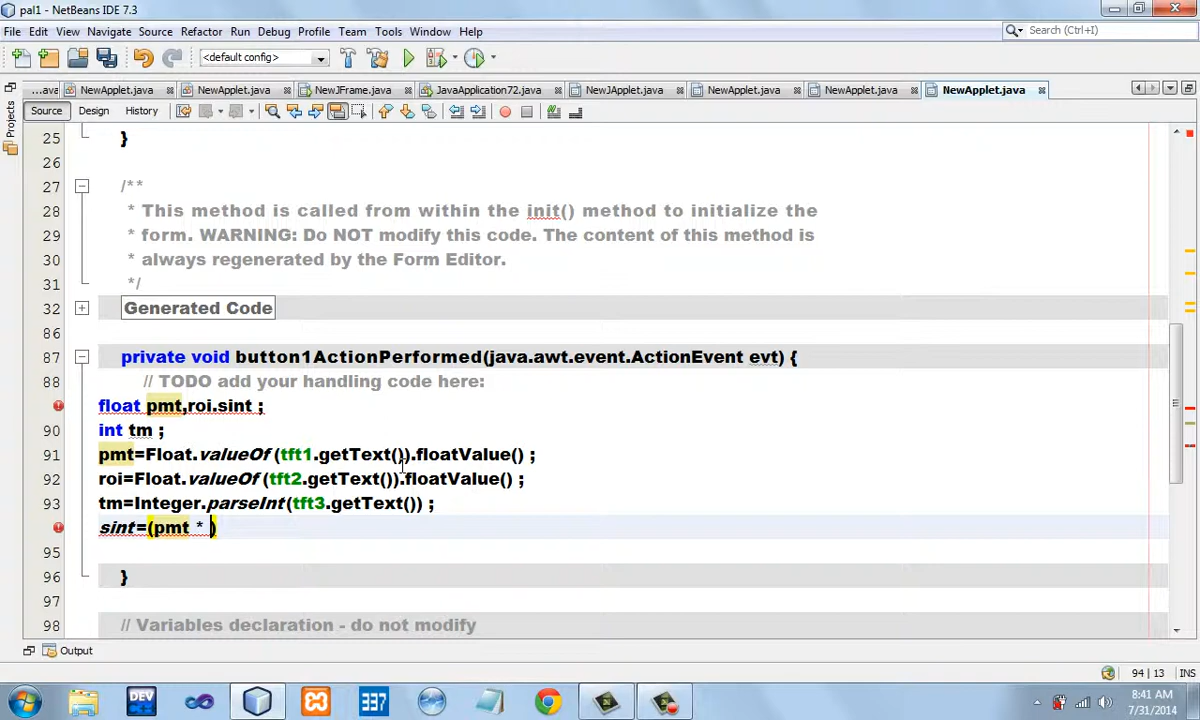 pal1 - NetBeans IDE 7.3
File Edit View Navigate Source Refactor Run Debug Profile Team Tools Window Help
Search (Ctrl+I)
<default config>
...ava NewApplet.java NewApplet.java NewJFrame.java JavaApplication72.java NewJApplet.java NewApplet.java NewApplet.java NewApplet.java
Source Design History
Projects
25 }
26
27 /**
28 * This method is called from within the init() method to initialize the
29 * form. WARNING: Do NOT modify this code. The content of this method is
30 * always regenerated by the Form Editor.
31 */
32 Generated Code
86
87 private void button1ActionPerformed(java.awt.event.ActionEvent evt) {
88 // TODO add your handling code here:
float pmt,roi.sint ;
90 int tm ;
91 pmt=Float.valueOf(tft1.getText()).floatValue() ;
92 roi=Float.valueOf(tft2.getText()).floatValue() ;
93 tm=Integer.parseInt(tft3.getText()) ;
sint=(pmt * )
95
96 }
97
98 // Variables declaration - do not modify
Output
94 | 13 INS
DEV
337
8:41 AM
7/31/2014